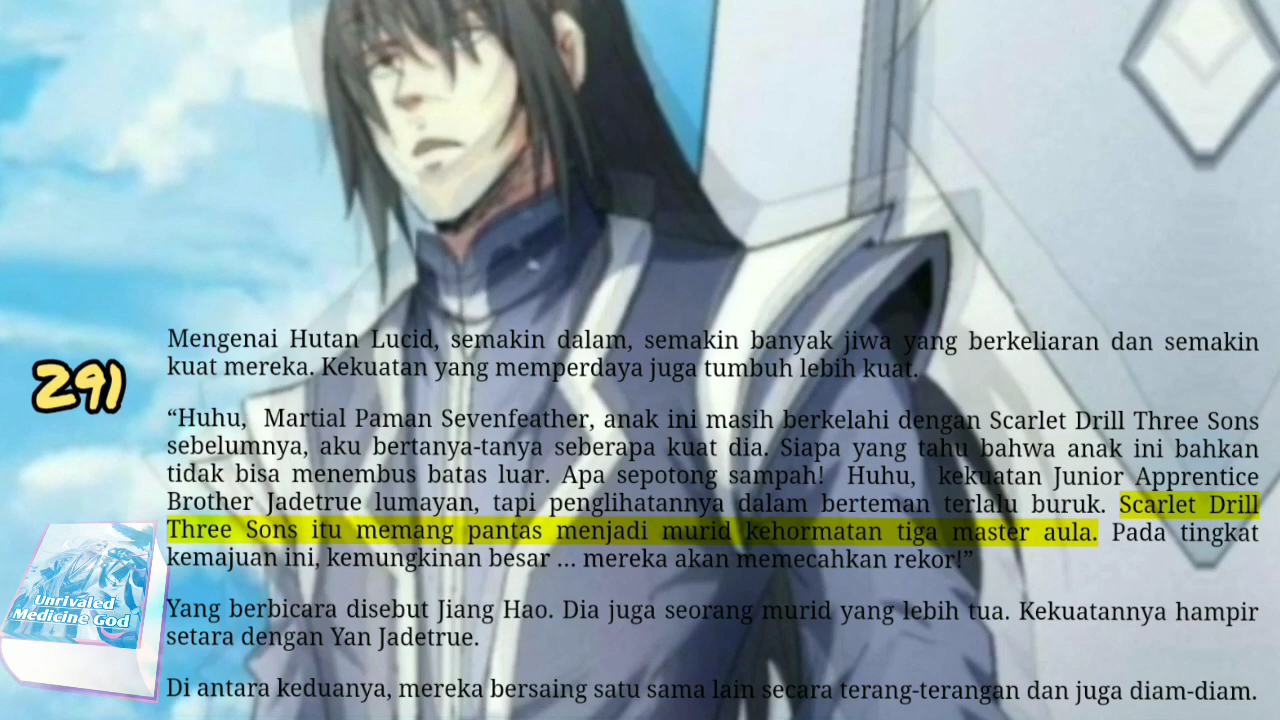 Mengenai Hutan Lucid, semakin dalam, semakin banyak jiwa yang berkeliaran dan semakin
kuat mereka. Kekuatan yang memperdaya juga tumbuh lebih kuat.
291
“Huhu, Martial Paman Sevenfeather, anak ini masih berkelahi dengan Scarlet Drill Three Sons
sebelumnya, aku bertanya-tanya seberapa kuat dia. Siapa yang tahu bahwa anak ini bahkan
tidak bisa menembus batas luar. Apa sepotong sampah! Huhu, kekuatan Junior Apprentice
Brother Jadetrue lumayan, tapi penglihatannya dalam berteman terlalu buruk. Scarlet Drill
Three Sons itu memang pantas menjadi murid kehormatan tiga master aula. Pada tingkat
kemajuan ini, kemungkinan besar ... mereka akan memecahkan rekor!”
Unrivaled
Medicine God
Yang berbicara disebut Jiang Hao. Dia juga seorang murid yang lebih tua. Kekuatannya hampir
setara dengan Yan Jadetrue.
Di antara keduanya, mereka bersaing satu sama lain secara terang-terangan dan juga diam-diam.